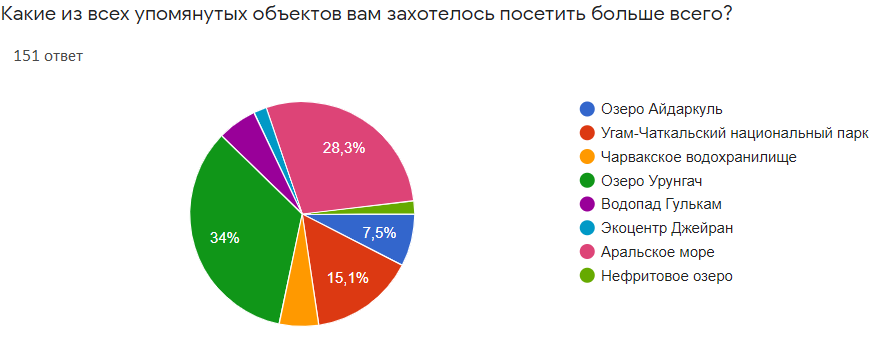 Какие из всех упомянутых объектов вам захотелось посетить больше всего?
151 ответ
28,3%
7,5%
34%
15,1%
Озеро Айдаркуль
Угам-Чаткальский национальный парк
Чарвакское водохранилище
Озеро Урунгач
Водопад Гулькам
Экоцентр Джейран
Аральское море
Нефритовое озеро